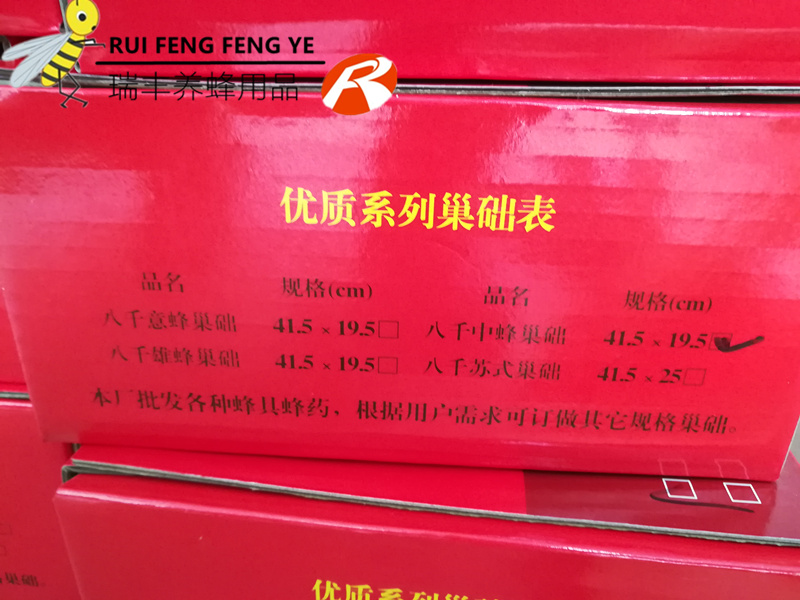 RUI FENG FENG YE
瑞丰养蜂用品
R
优质系列巢础表
品名 规格(cm) 品名 规格(cm)
八千意蜂巢础 41.5×19.5□ 八千中蜂巢础 41.5×19.5☑
八千雄蜂巢础 41.5×19.5□ 八千苏式巢础 41.5×25□
本厂批发各种蜂具蜂药，根据用户需求可订做其它规格巢础。
巢础。
优质系列巢础表